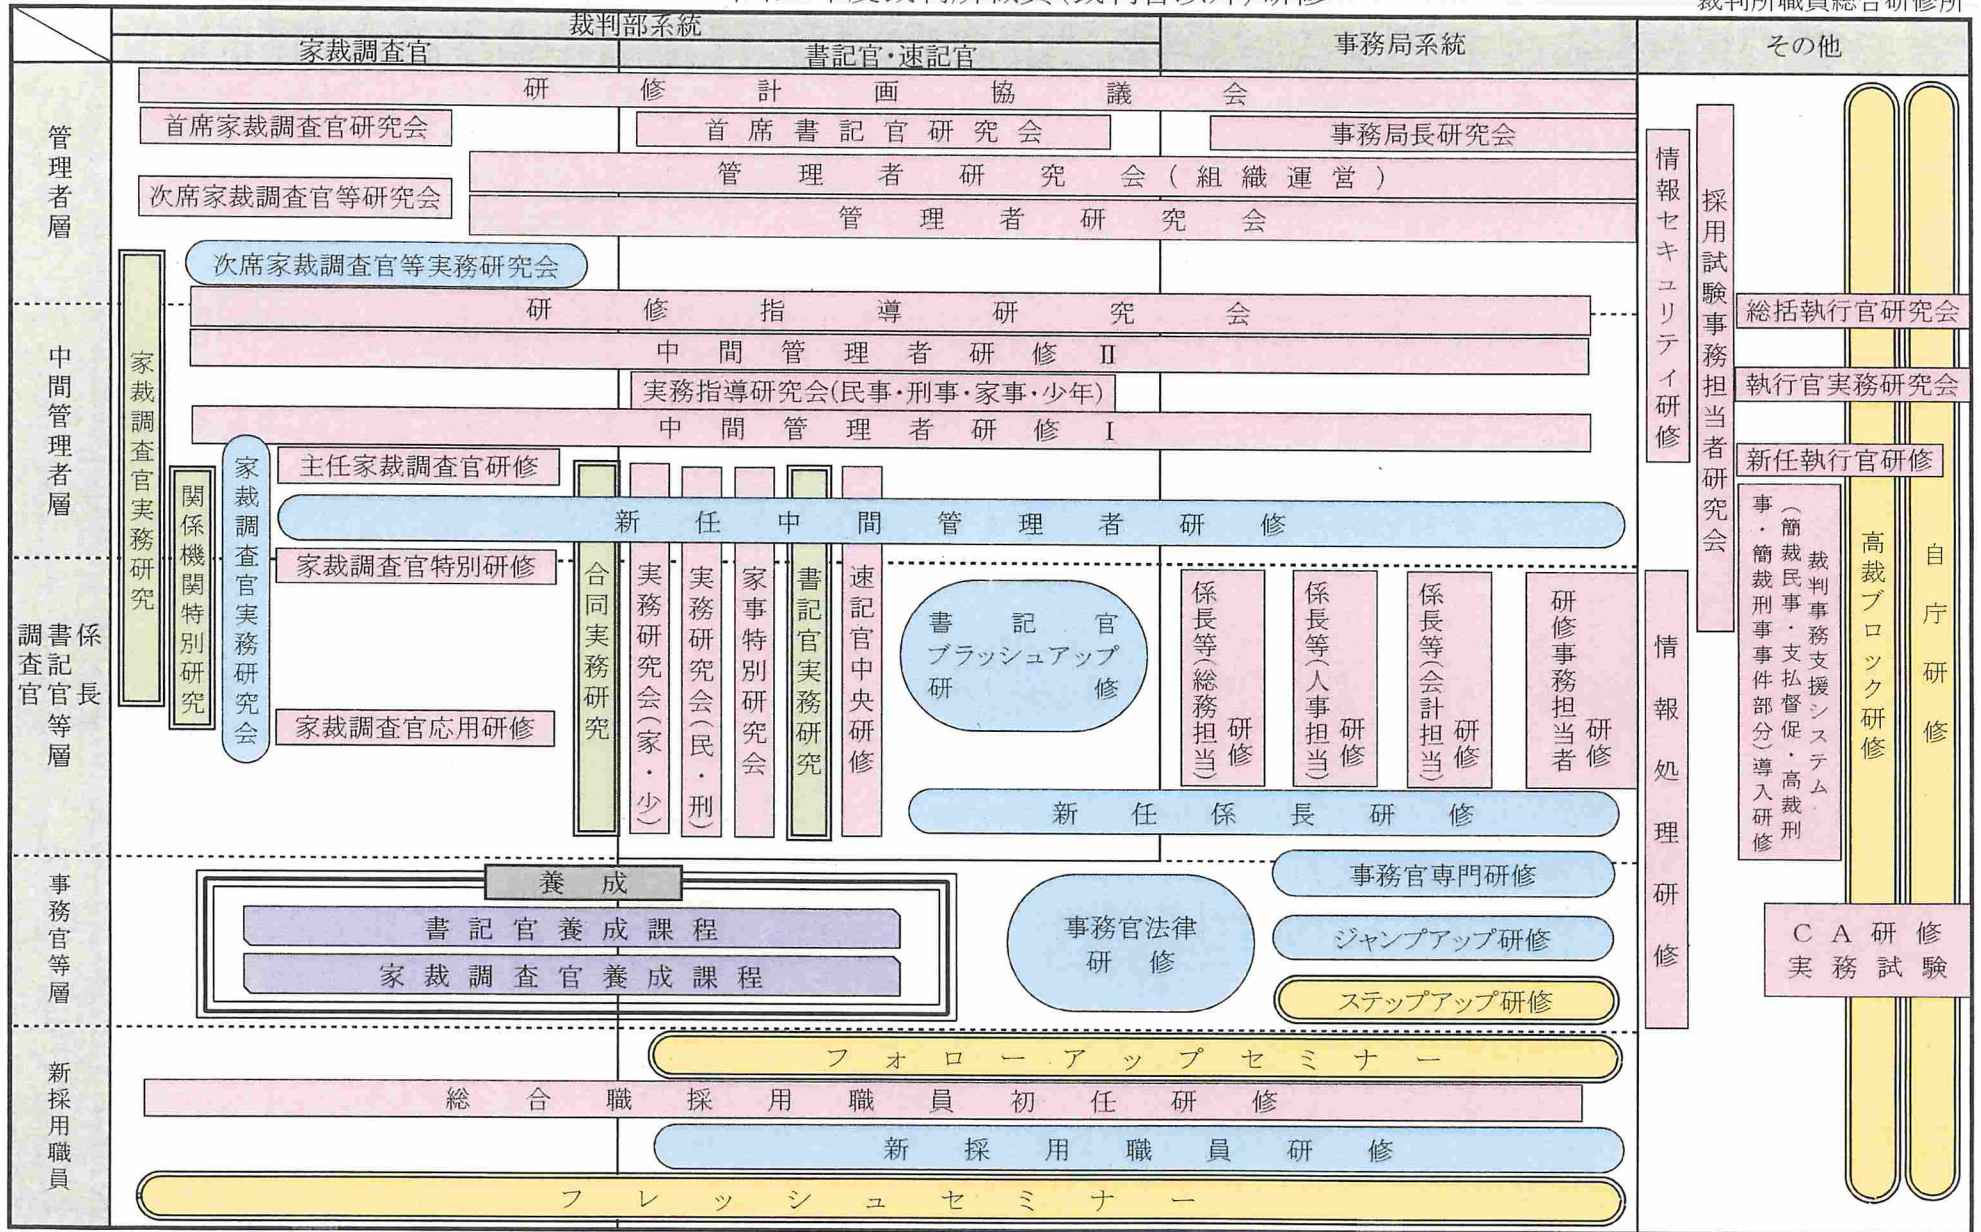 裁判所職員総合研修所
裁判部系統
事務局系統
その他
家裁調査官
書記官・速記官
管理者層
研修計画協議会
首席家裁調査官研究会
首席書記官研究会
事務局長研究会
管理者研究会(組織運営)
次席家裁調査官等研究会
管理者研究会
次席家裁調査官等実務研究会
中間管理者層
研修指導研究会
中間管理者研修Ⅱ
実務指導研究会(民事・刑事・家事・少年)
中間管理者研修Ⅰ
主任家裁調査官研修
新任中間管理者研修
家裁調査官特別研修
家裁調査官応用研修
家裁調査官実務研究
関係機関特別研究
家裁調査官実務研究会
合同実務研究
実務研究会(家・少)
実務研究会(民・刑)
家事特別研究会
書記官実務研究
速記官中央研修
係長
書記官等層
調査官
書記官
ブラッシュアップ
研修
係長等(総務担当)研修
係長等(人事担当)研修
係長等(会計担当)研修
研修事務担当者研修
新任係長研修
事務官等層
養成
書記官養成課程
家裁調査官養成課程
事務官法律
研修
事務官専門研修
ジャンプアップ研修
ステップアップ研修
新採用職員
フォローアップセミナー
総合職採用職員初任研修
新採用職員研修
フレッシュセミナー
情報セキュリティ研修
情報処理研修
採用試験事務担当者研究会
総括執行官研究会
執行官実務研究会
新任執行官研修
裁判事務支援システム
(簡裁民事・支払督促・高裁刑
事・簡裁刑事事件部分)導入研修
高裁ブロック研修
自庁研修
CA研修
実務試験